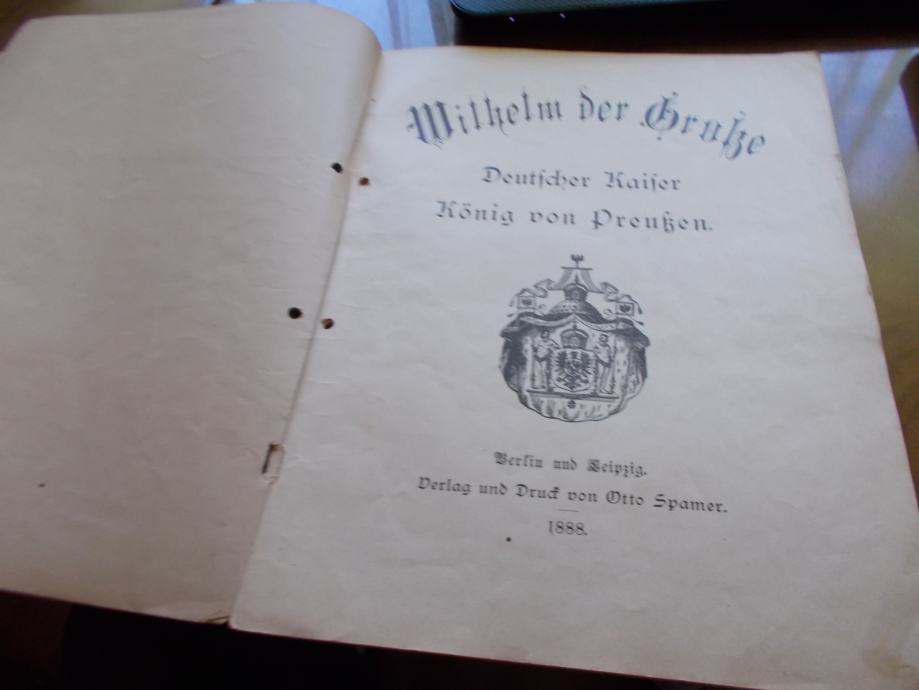 Wilhelm der Große
Deutscher Kaiser
König von Preußen.
Berlin und Leipzig.
Verlag und Druck von Otto Spamer.
1888.